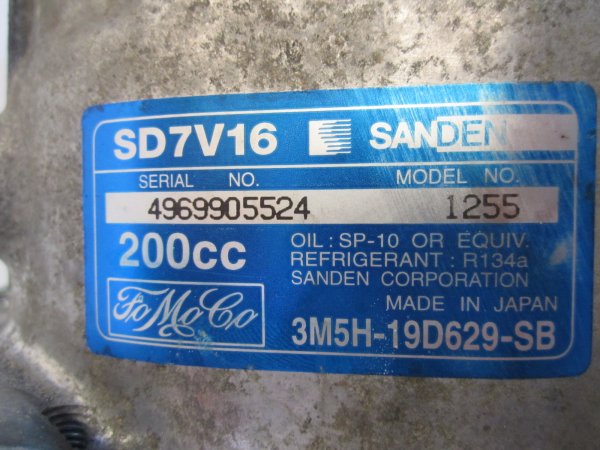 SD7V16 SANDEN
SERIAL NO. MODEL NO.
4969905524 1255
200cc
OIL : SP-10 OR EQUIV.
REFRIGERANT : R134a
SANDEN CORPORATION
MADE IN JAPAN
FoMoCo
3M5H-19D629-SB